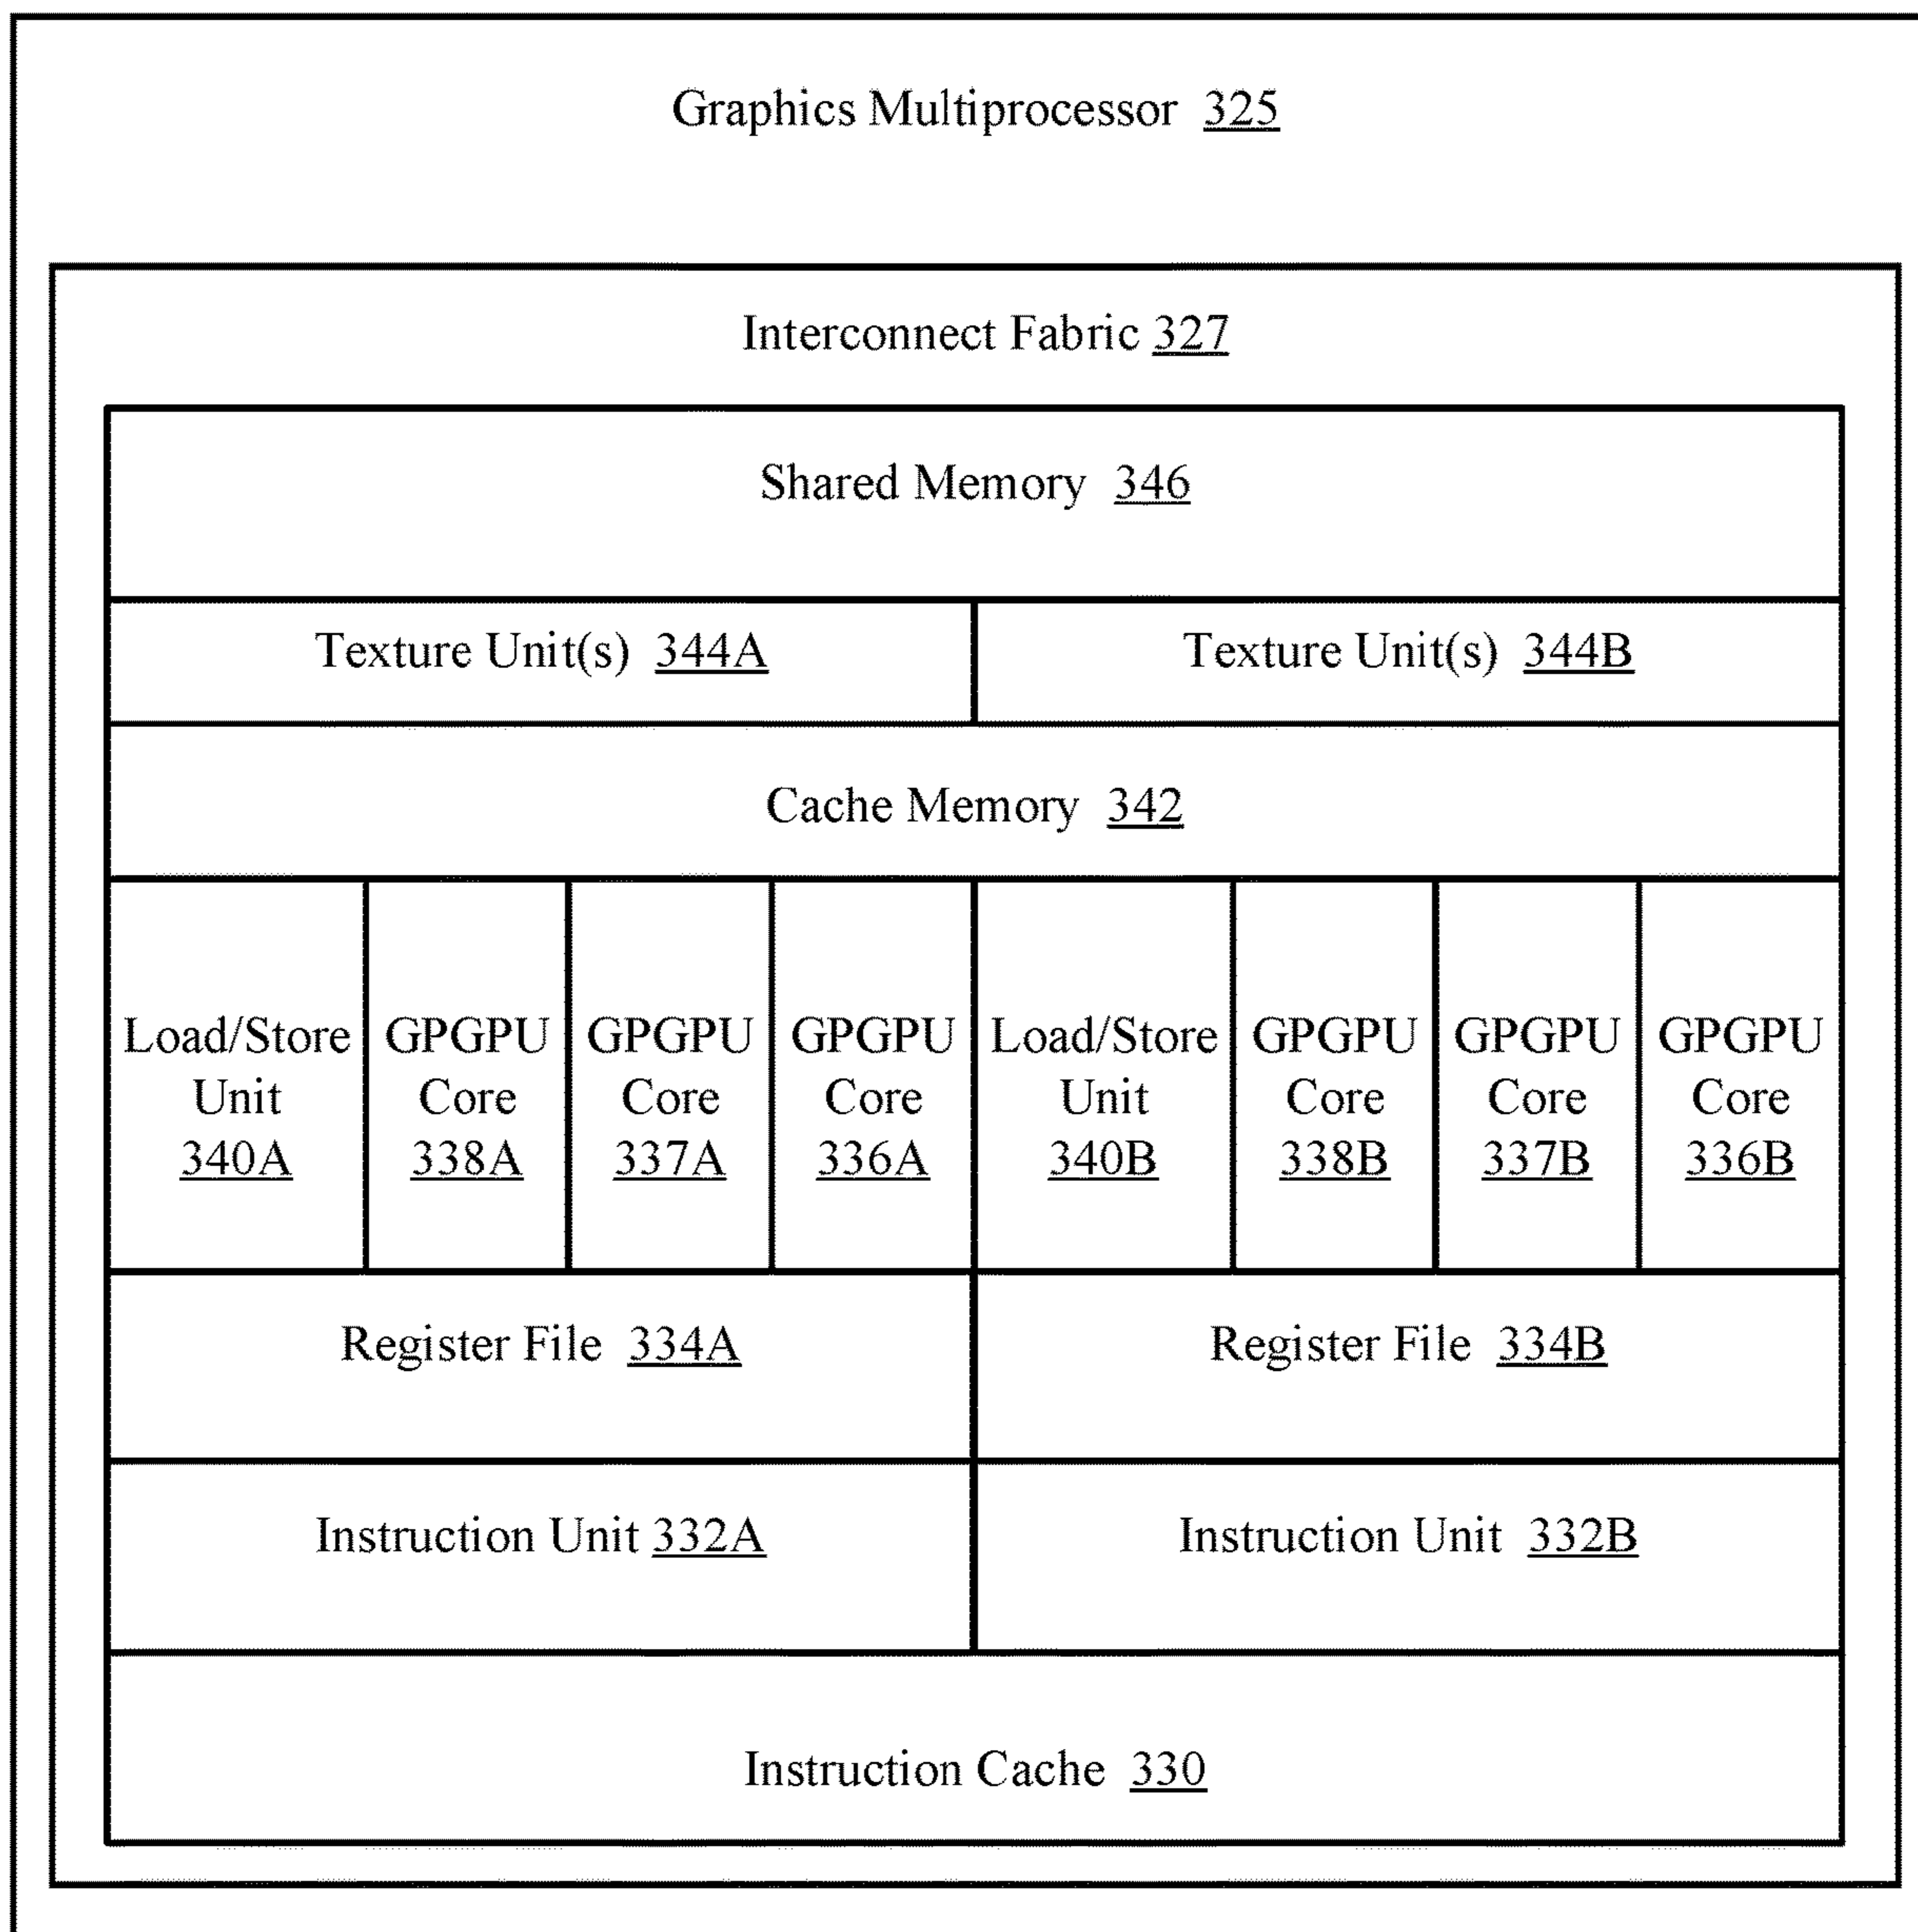 Graphics Multiprocessor 325
Interconnect Fabric 327
Shared Memory 346
Texture Unit(s) 344A
Texture Unit(s) 344B
Cache Memory 342
Load/Store
Unit
340A
GPGPU
Core
338A
GPGPU
Core
337A
GPGPU
Core
336A
Load/Store
Unit
340B
GPGPU
Core
338B
GPGPU
Core
337B
GPGPU
Core
336B
Register File 334A
Register File 334B
Instruction Unit 332A
Instruction Unit 332B
Instruction Cache 330